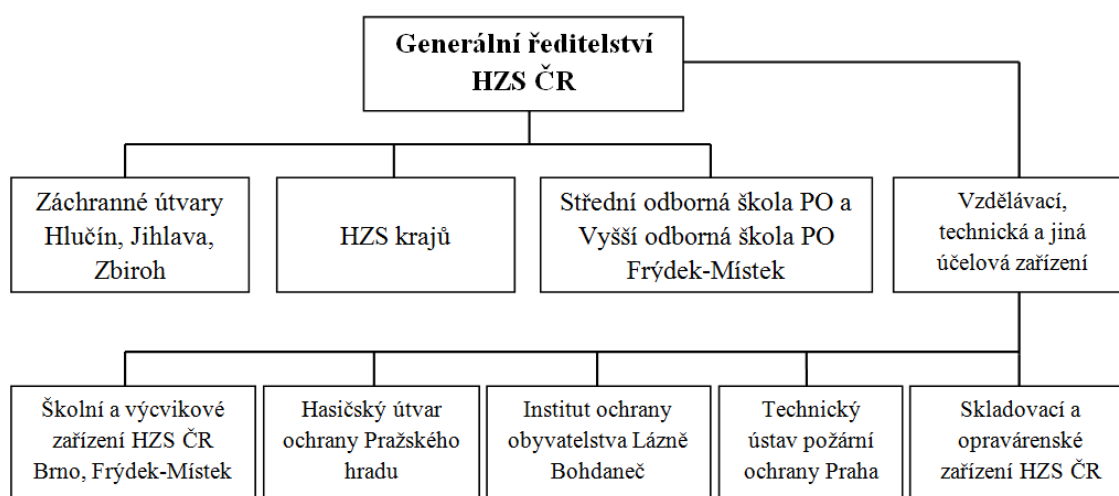 Generální ředitelství
HZS ČR
Záchranné útvary
Hlučín, Jihlava,
Zbiroh
HZS krajů
Střední odborná škola PO a
Vyšší odborná škola PO
Frýdek-Místek
Vzdělávací,
technická a jiná
účelová zařízení
Školní a výcvikové
zařízení HZS ČR
Brno, Frýdek-Místek
Hasičský útvar
ochrany Pražského
hradu
Institut ochrany
obyvatelstva Lázně
Bohdaneč
Technický
ústav požární
ochrany Praha
Skladovací a
opravárenské
zařízení HZS ČR